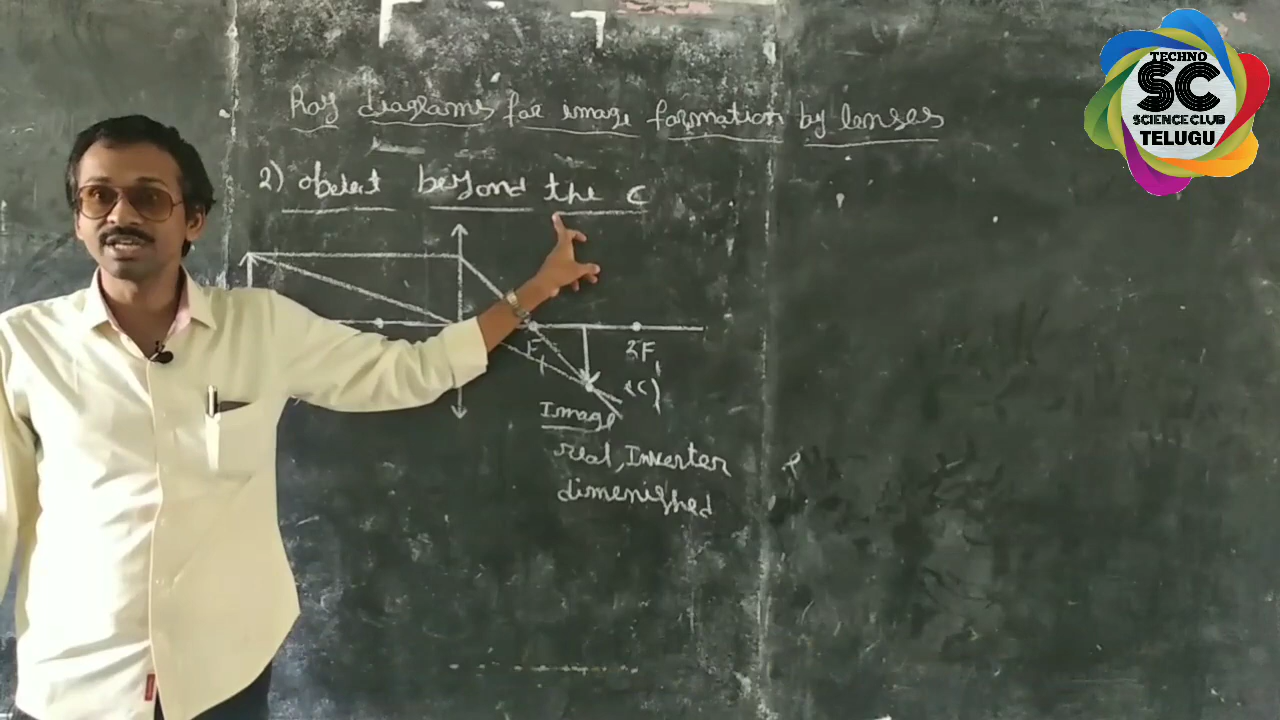 Ray diagrams for image formation by lenses
2) object beyond the C
F₁
2F₁
(C)
Image
real, Inverter
dimenished
TECHNO
SC
SCIENCE CLUB
TELUGU